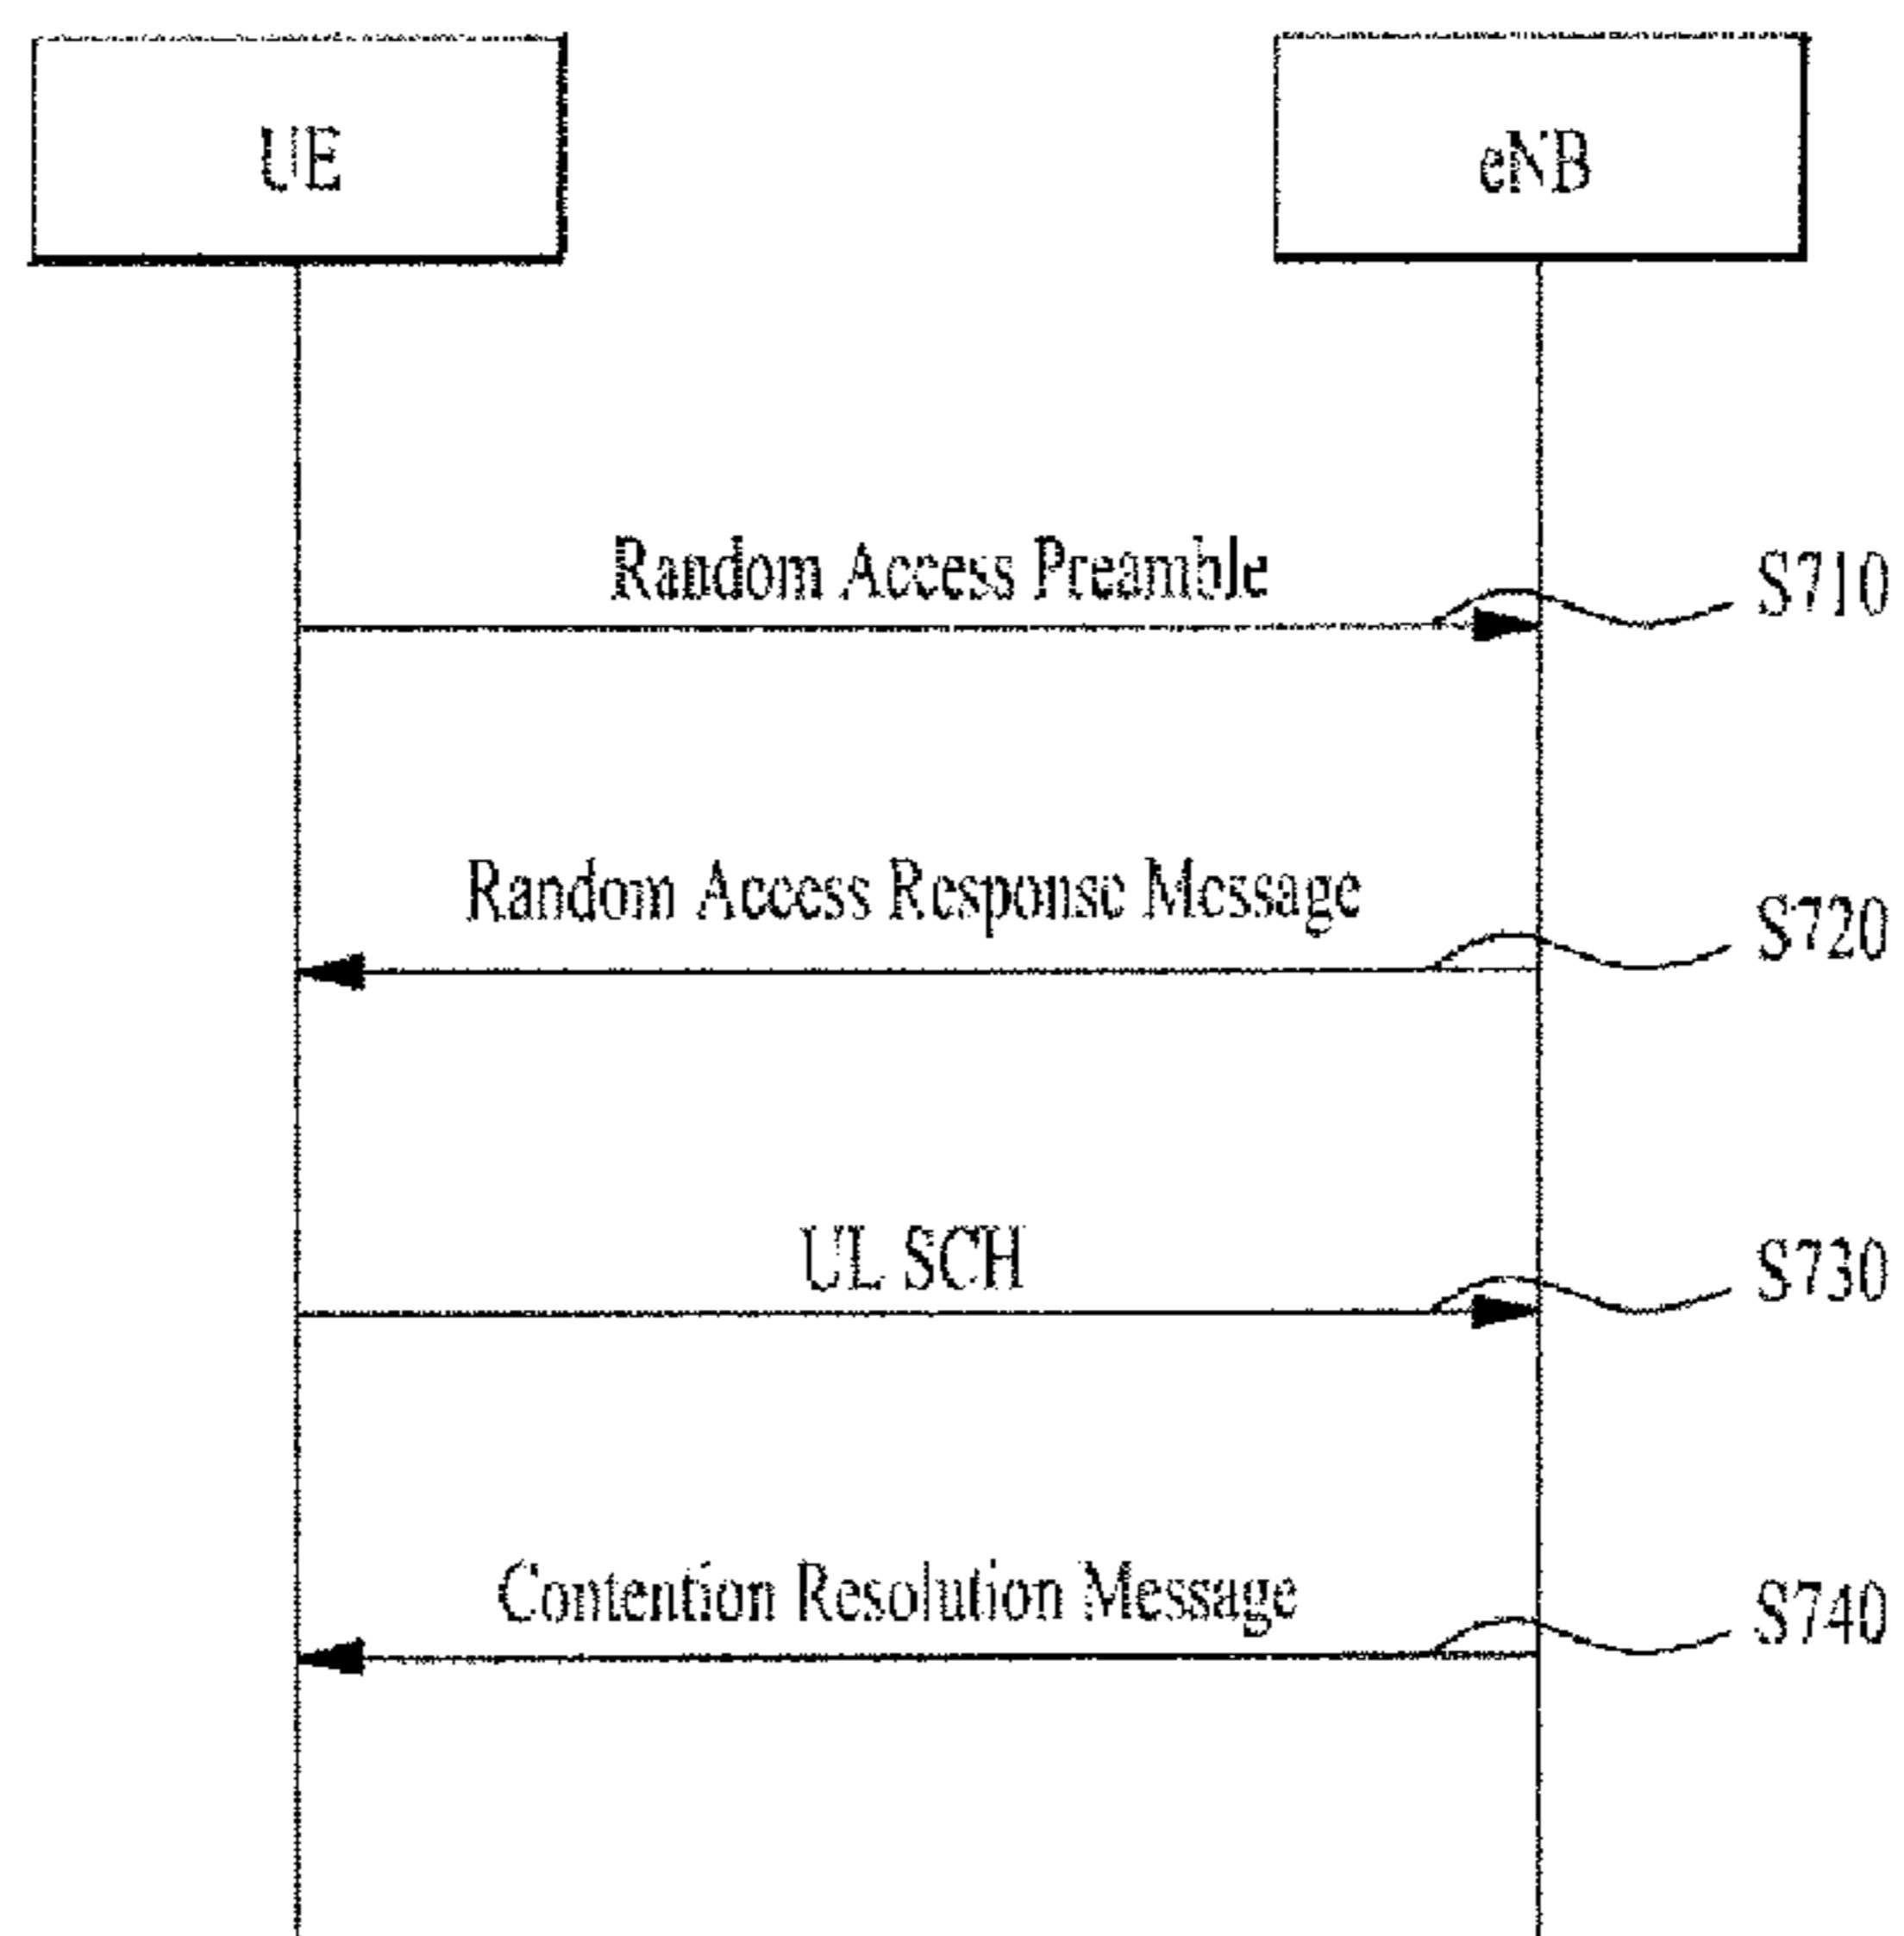 UE
eNB
Random Access Preamble
S710
Random Access Response Message
S720
UL SCH
S730
Contention Resolution Message
S740